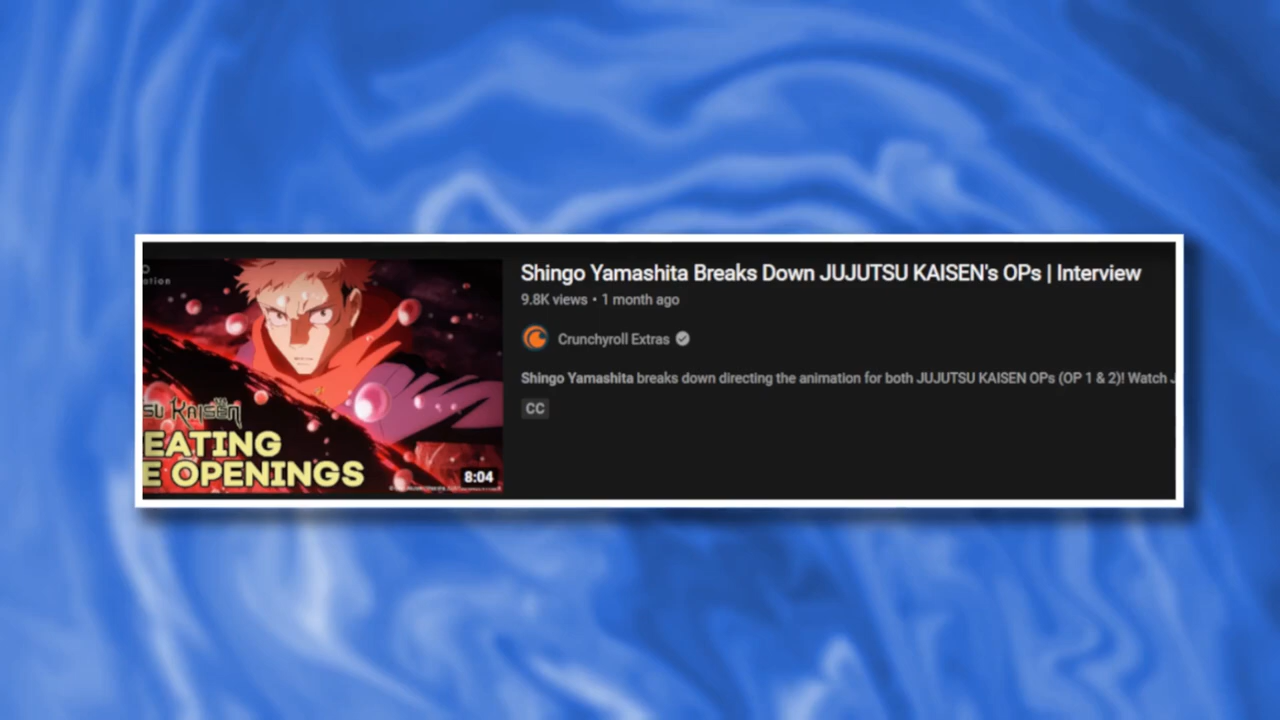 Shingo Yamashita Breaks Down JUJUTSU KAISEN's OPs | Interview
9.8K views • 1 month ago
Crunchyroll Extras
Shingo Yamashita breaks down directing the animation for both JUJUTSU KAISEN OPs (OP 1 & 2)! Watch
CC
SU KAISEN
EATING
E OPENINGS
8:04